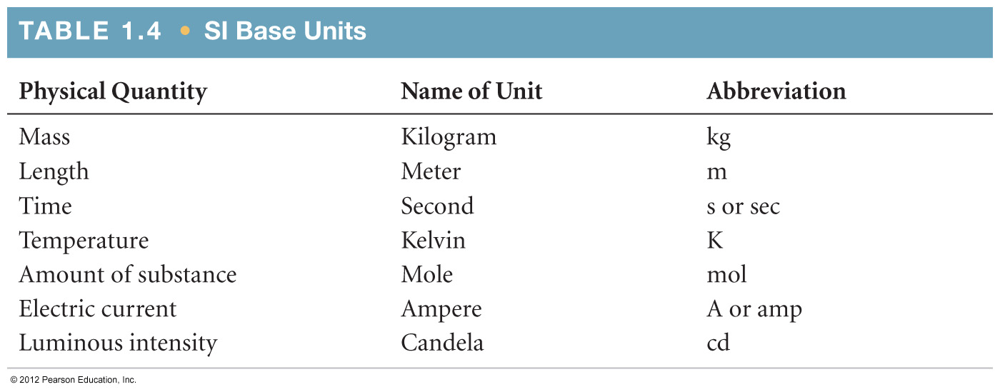 TABLE 1.4 • SI Base Units
Physical Quantity Name of Unit Abbreviation
Mass Kilogram kg
Length Meter m
Time Second s or sec
Temperature Kelvin K
Amount of substance Mole mol
Electric current Ampere A or amp
Luminous intensity Candela cd
© 2012 Pearson Education, Inc.